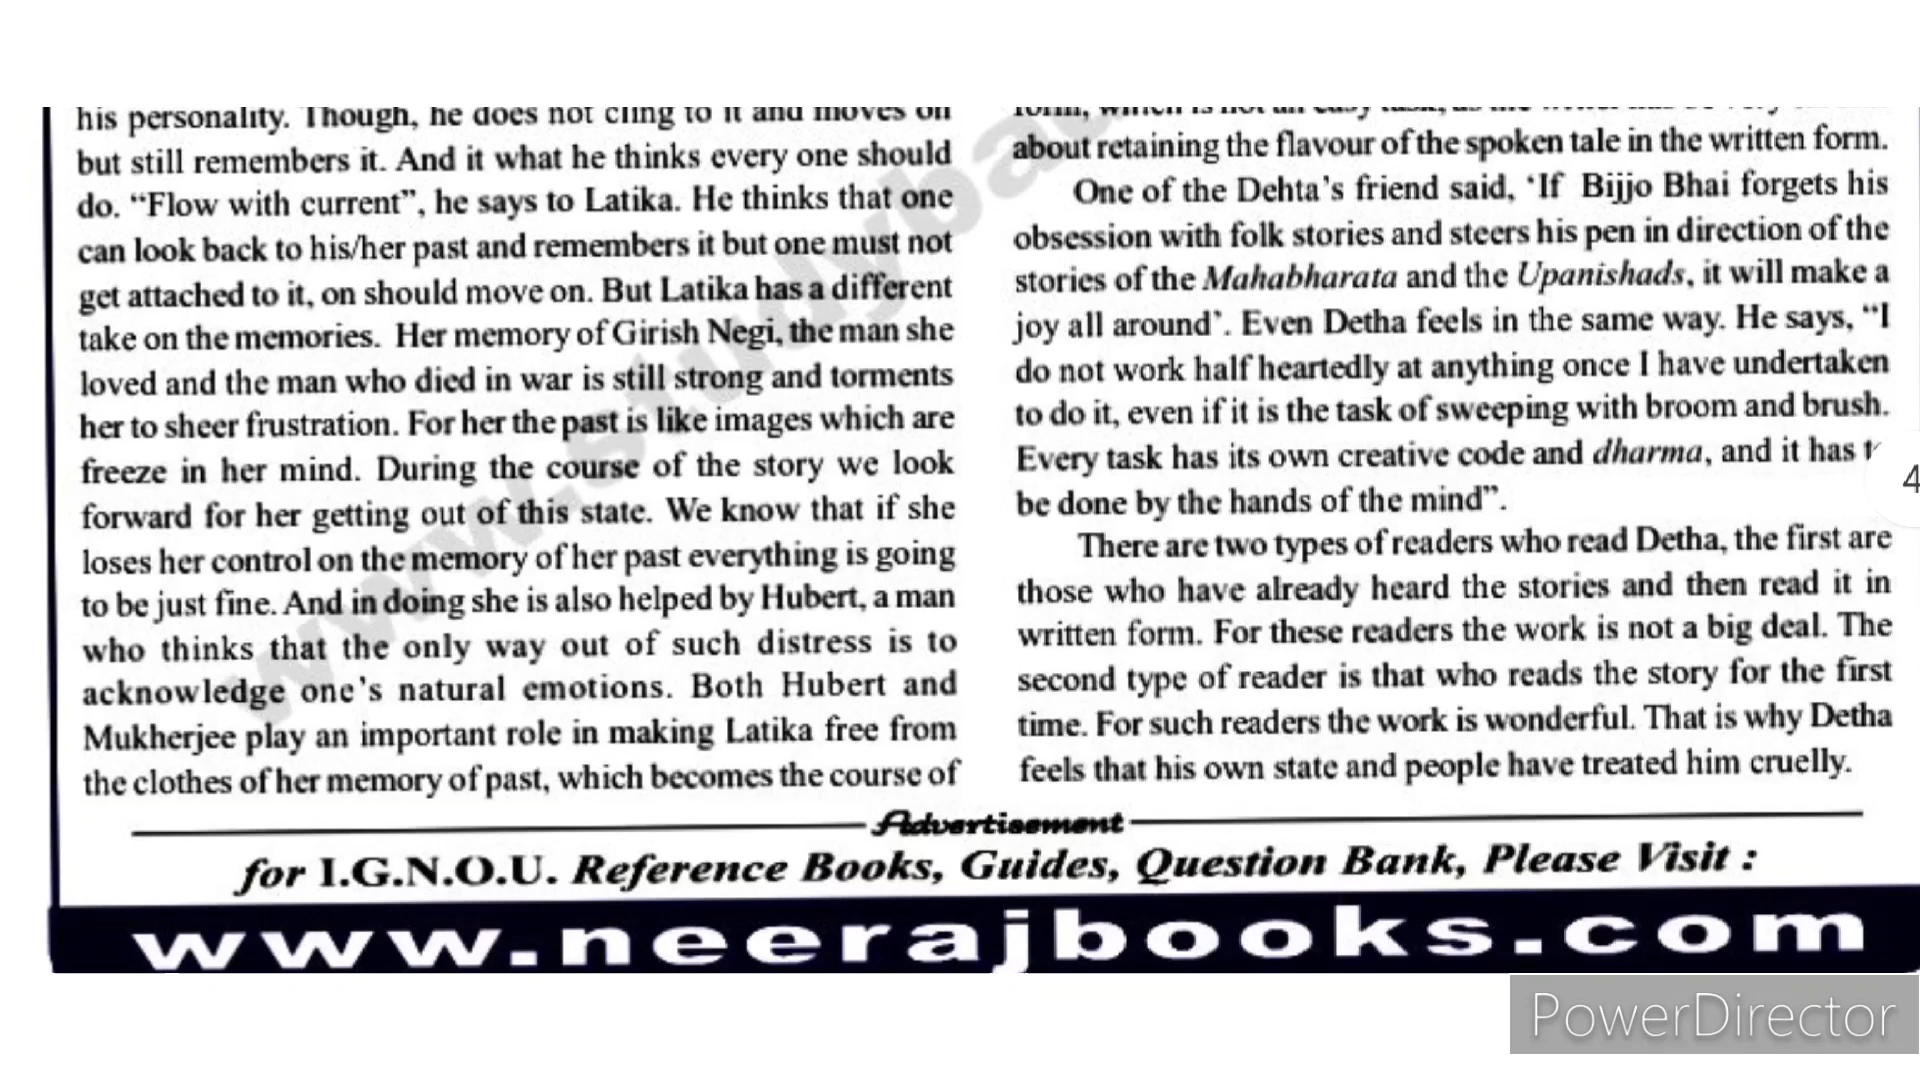 his personality. Though, he does not cling to it and moves on
but still remembers it. And it what he thinks every one should
do. “Flow with current”, he says to Latika. He thinks that one
can look back to his/her past and remembers it but one must not
get attached to it, on should move on. But Latika has a different
take on the memories. Her memory of Girish Negi, the man she
loved and the man who died in war is still strong and torments
her to sheer frustration. For her the past is like images which are
freeze in her mind. During the course of the story we look
forward for her getting out of this state. We know that if she
loses her control on the memory of her past everything is going
to be just fine. And in doing she is also helped by Hubert, a man
who thinks that the only way out of such distress is to
acknowledge one’s natural emotions. Both Hubert and
Mukherjee play an important role in making Latika free from
the clothes of her memory of past, which becomes the course of
form, which is not an easy task, as the writer has to
about retaining the flavour of the spoken tale in the written form.
One of the Dehta’s friend said, ‘If Bijjo Bhai forgets his
obsession with folk stories and steers his pen in direction of the
stories of the Mahabharata and the Upanishads, it will make a
joy all around’. Even Detha feels in the same way. He says, “I
do not work half heartedly at anything once I have undertaken
to do it, even if it is the task of sweeping with broom and brush.
Every task has its own creative code and dharma, and it has
be done by the hands of the mind”.
There are two types of readers who read Detha, the first are
those who have already heard the stories and then read it in
written form. For these readers the work is not a big deal. The
second type of reader is that who reads the story for the first
time. For such readers the work is wonderful. That is why Detha
feels that his own state and people have treated him cruelly.
Advertisement
for I.G.N.O.U. Reference Books, Guides, Question Bank, Please Visit :
www.neerajbooks.com
4
PowerDirector